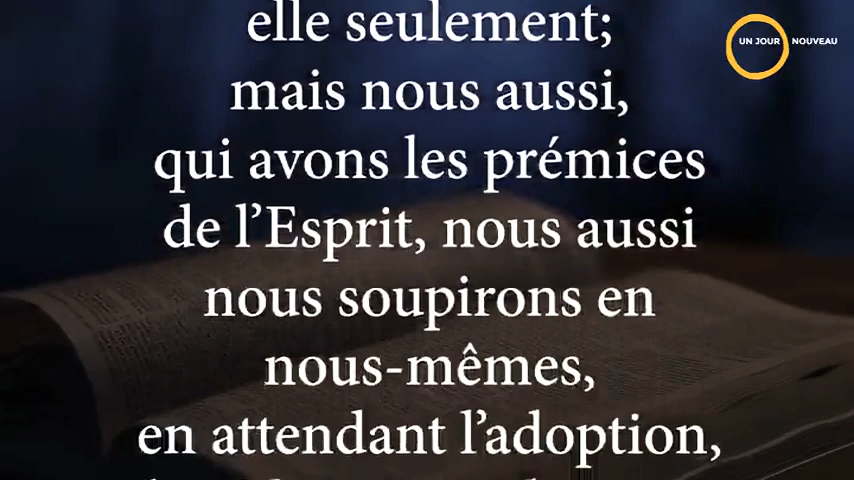 elle seulement;
mais nous aussi,
qui avons les prémices
de l'Esprit, nous aussi
nous soupirons en
nous-mêmes,
en attendant l'adoption,
UN JOUR NOUVEAU